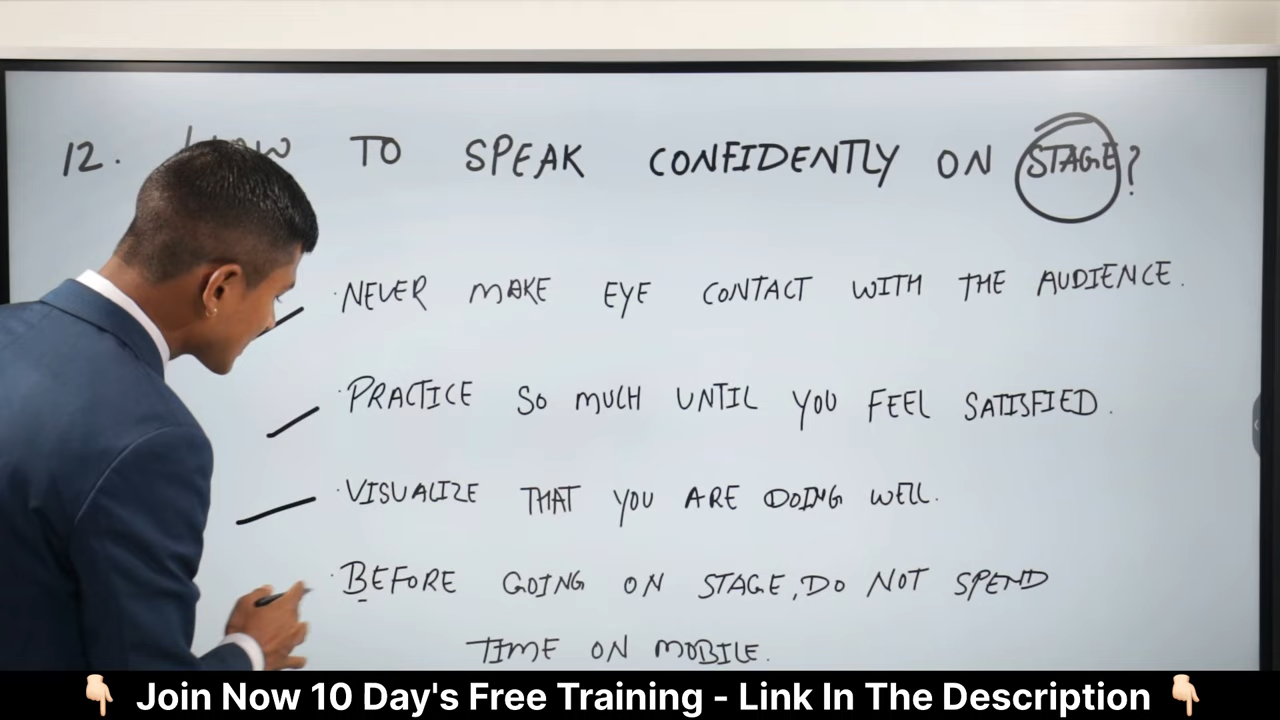 12. HOW TO SPEAK CONFIDENTLY ON STAGE?
· NEVER MAKE EYE CONTACT WITH THE AUDIENCE.
· PRACTICE SO MUCH UNTIL YOU FEEL SATISFIED.
· VISUALIZE THAT YOU ARE DOING WELL.
· BEFORE GOING ON STAGE, DO NOT SPEND
TIME ON MOBILE.
👇🏻 Join Now 10 Day's Free Training - Link In The Description 👇🏻